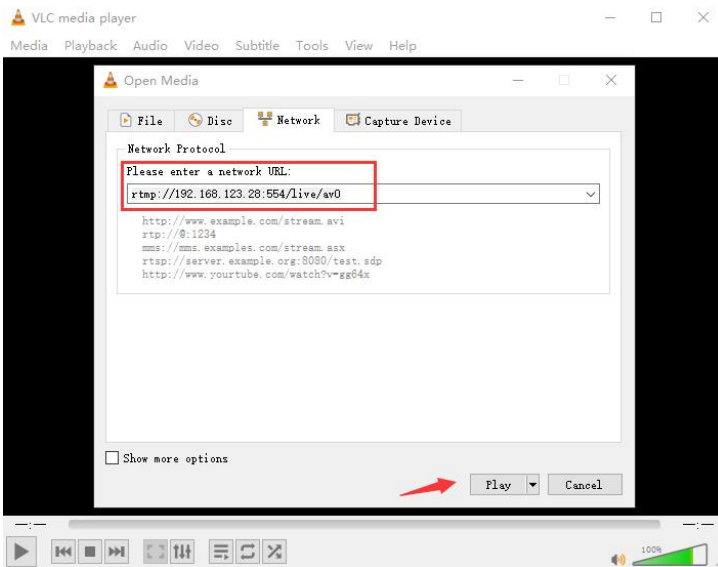 VLC media player
Media Playback Audio Video Subtitle Tools View Help
Open Media
File Disc Network Capture Device
Network Protocol
Please enter a network URL:
rtmp://192.168.123.28:554/live/av0
http://www.example.com/stream.avi
rtp://@:1234
mms://mms.examples.com/stream.asx
rtsp://server.example.org:8080/test.sdp
http://www.yourtube.com/watch?v=gg64x
Show more options
Play Cancel
--:-- --:--
100%